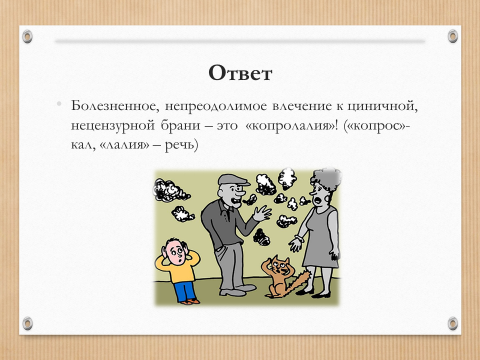 Ответ
Болезненное, непреодолимое влечение к циничной,
нецензурной брани – это «копролалия»! («копрос»-
кал, «лалия» – речь)